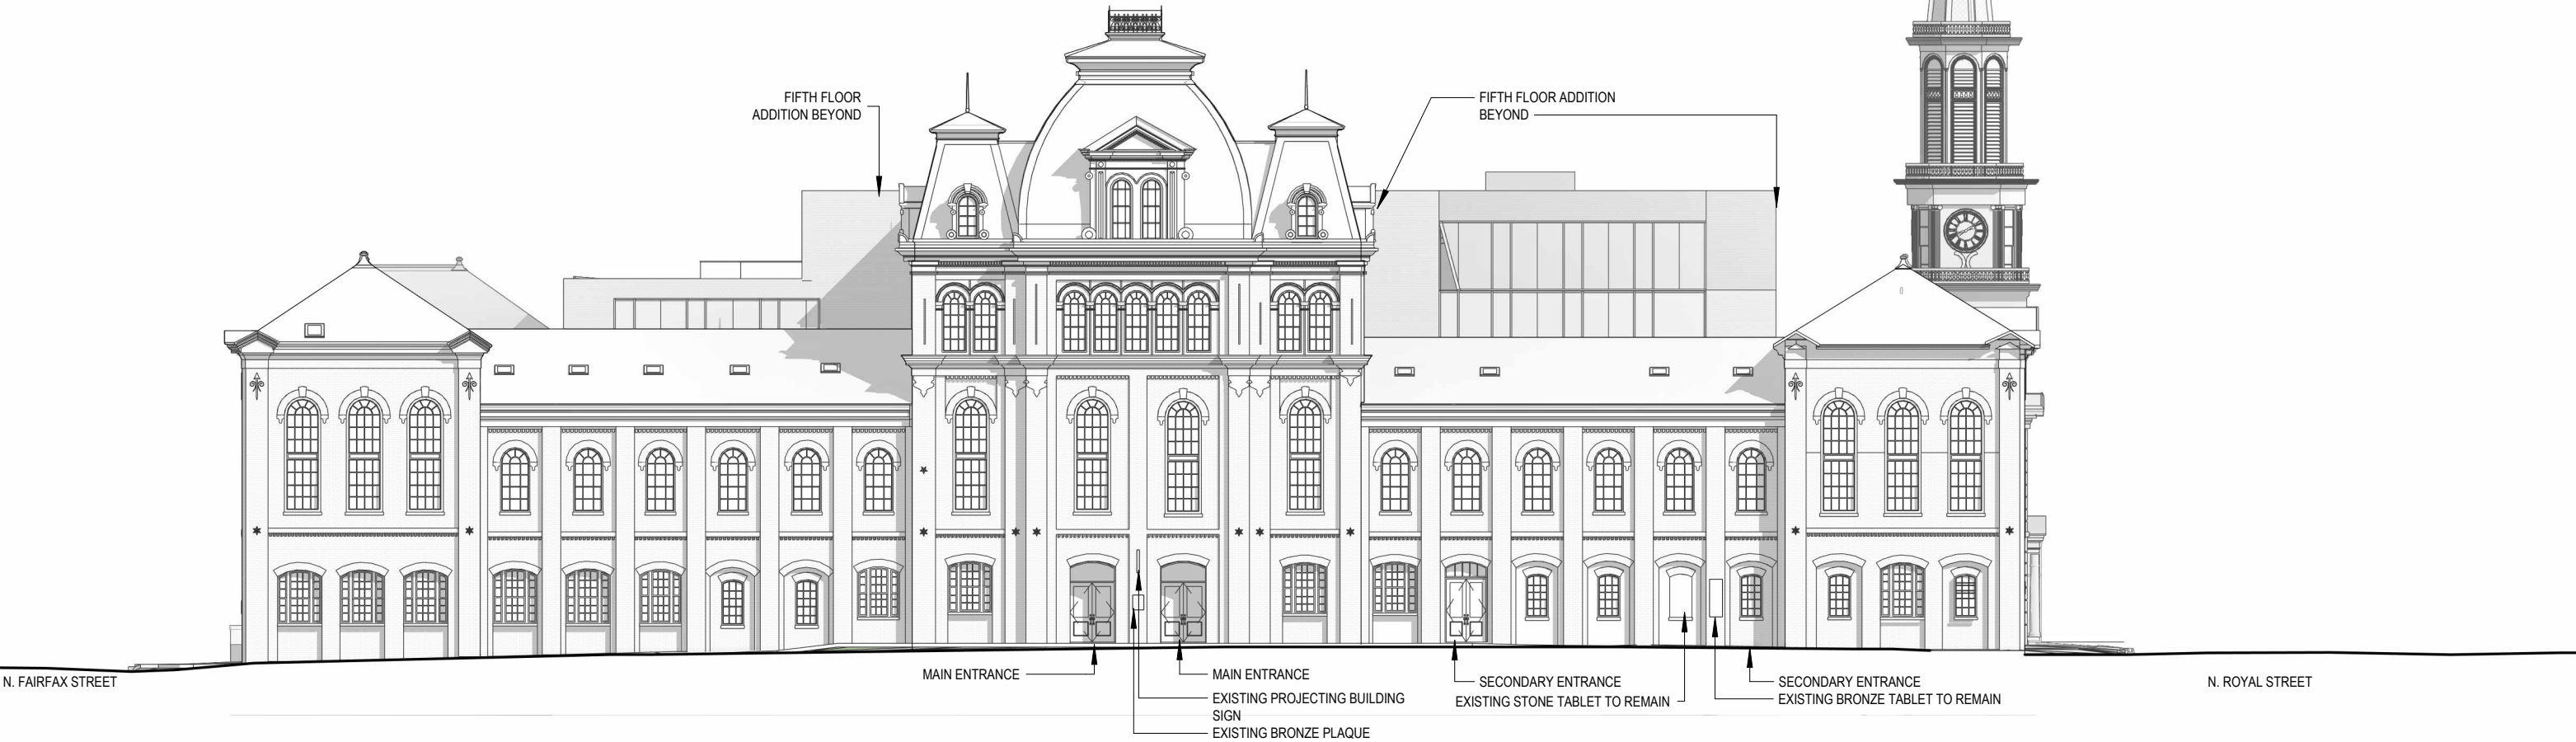 FIFTH FLOOR
ADDITION BEYOND
FIFTH FLOOR ADDITION
BEYOND
N. FAIRFAX STREET
MAIN ENTRANCE
MAIN ENTRANCE
EXISTING PROJECTING BUILDING
SIGN
EXISTING BRONZE PLAQUE
SECONDARY ENTRANCE
EXISTING STONE TABLET TO REMAIN
SECONDARY ENTRANCE
EXISTING BRONZE TABLET TO REMAIN
N. ROYAL STREET